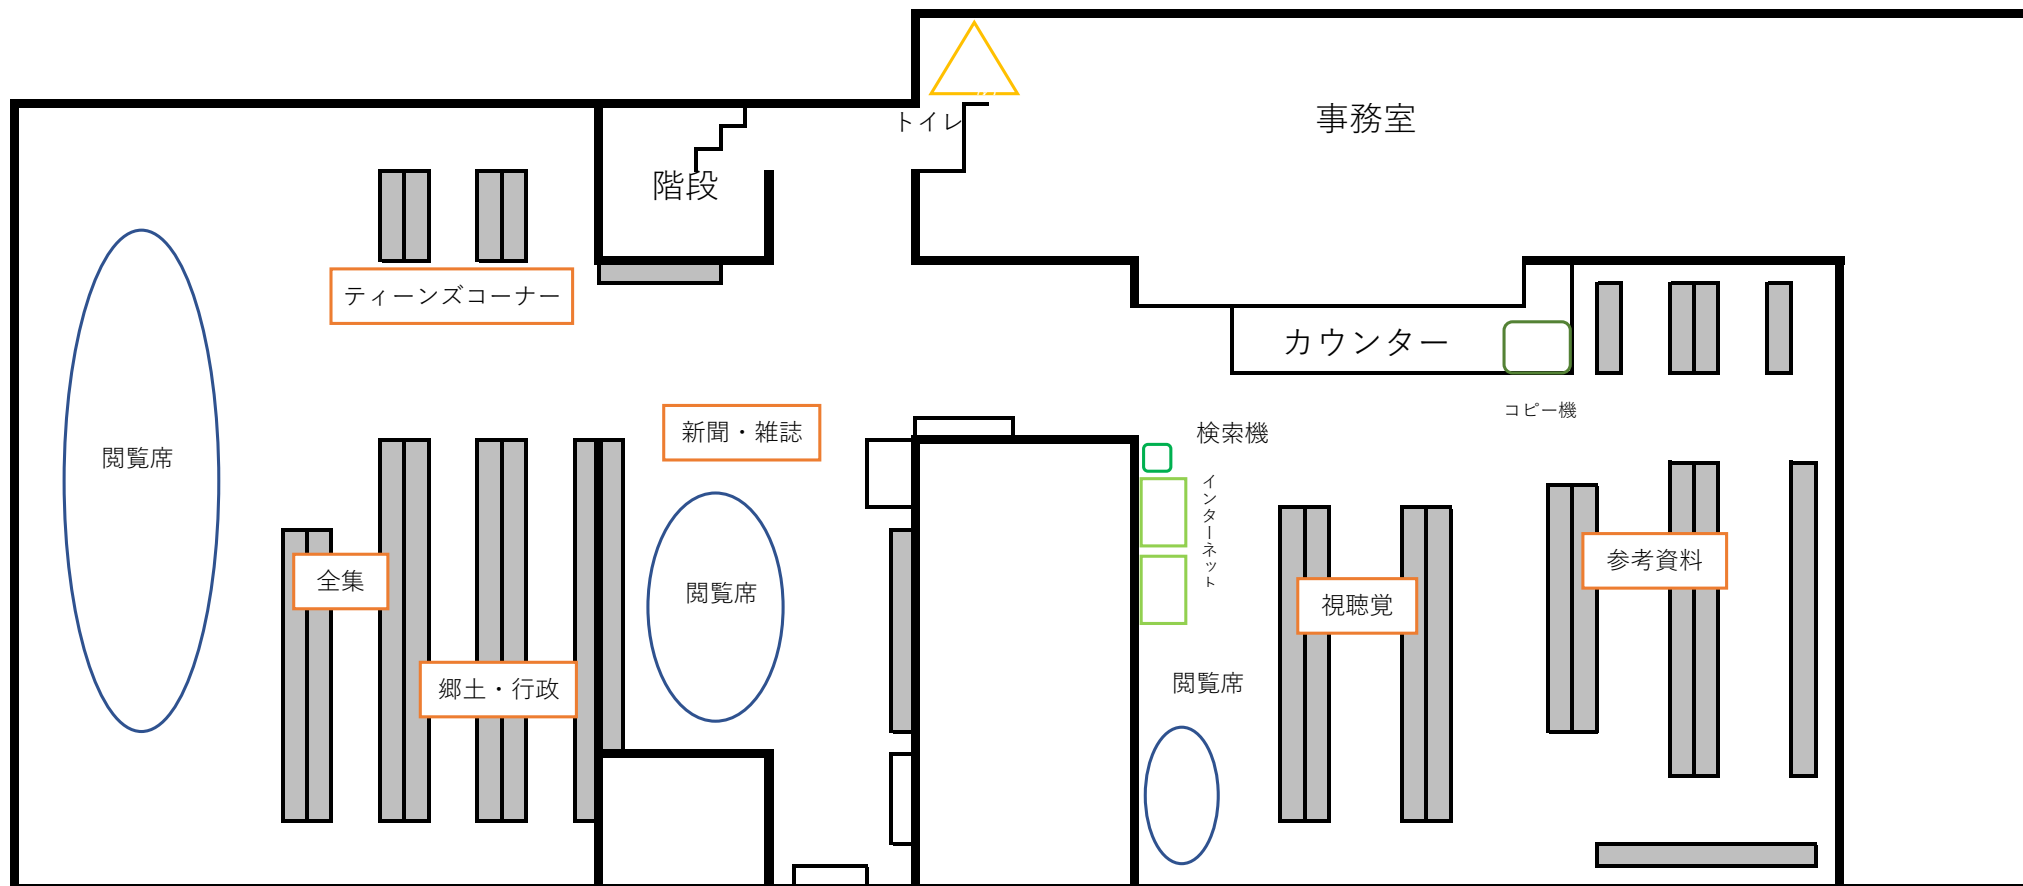 トイレ
事務室
階段
ティーンズコーナー
カウンター
コピー機
新聞・雑誌
検索機
閲覧席
インターネット
参考資料
全集
閲覧席
視聴覚
郷土・行政
閲覧席